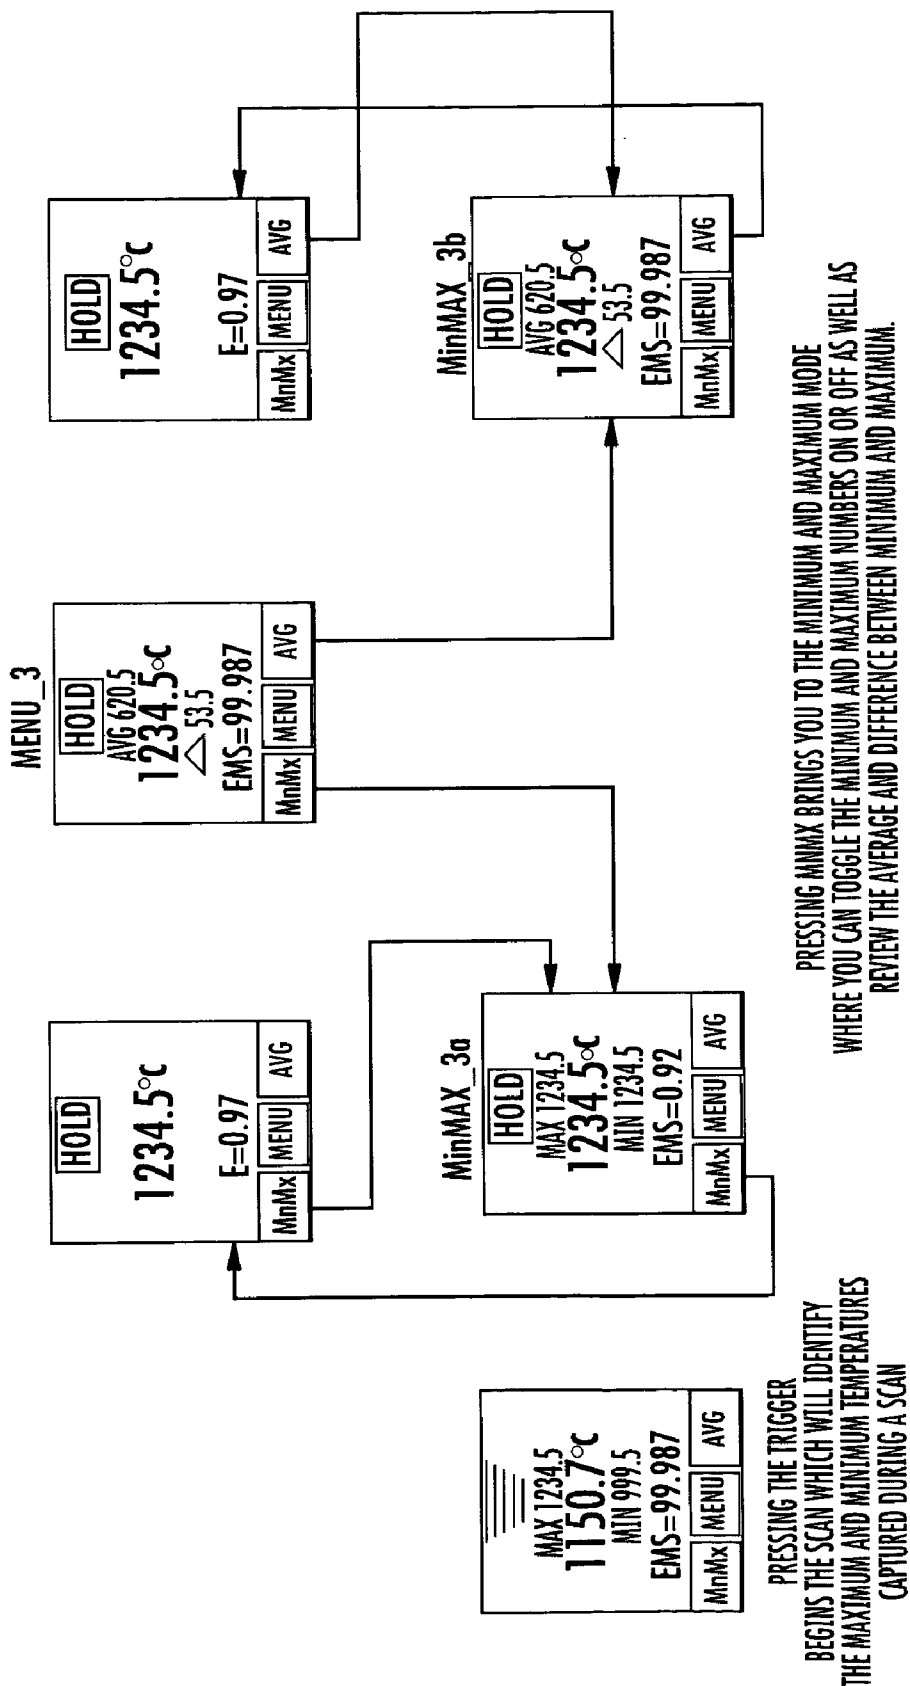 PRESSING THE TRIGGER
BEGINS THE SCAN WHICH WILL IDENTIFY
THE MAXIMUM AND MINIMUM TEMPERATURES
CAPTURED DURING A SCAN
MAX 1234.5
1150.7°C
MIN 999.5
EMS=99.987
MnMx MENU AVG
HOLD
1234.5°C
E=0.97
MnMx MENU AVG
MinMAX_3a
HOLD
MAX 1234.5
1234.5°C
MIN 1234.5
EMS=0.92
MnMx MENU AVG
MENU_3
HOLD
AVG 620.5
1234.5°C
△ 53.5
EMS=99.987
MnMx MENU AVG
HOLD
1234.5°C
E=0.97
MnMx MENU AVG
MinMAX_3b
HOLD
AVG 620.5
1234.5°C
△ 53.5
EMS=99.987
MnMx MENU AVG
PRESSING MNMX BRINGS YOU TO THE MINIMUM AND MAXIMUM MODE
WHERE YOU CAN TOGGLE THE MINIMUM AND MAXIMUM NUMBERS ON OR OFF AS WELL AS
REVIEW THE AVERAGE AND DIFFERENCE BETWEEN MINIMUM AND MAXIMUM.